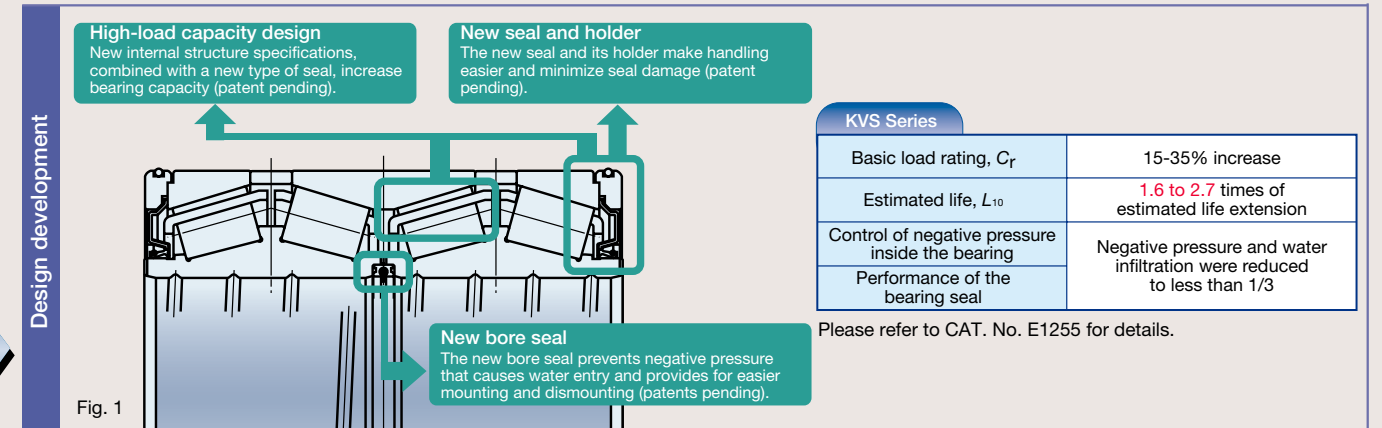 Design development
High-load capacity design
New internal structure specifications,
combined with a new type of seal, increase
bearing capacity (patent pending).
New seal and holder
The new seal and its holder make handling
easier and minimize seal damage (patent
pending).
New bore seal
The new bore seal prevents negative pressure
that causes water entry and provides for easier
mounting and dismounting (patents pending).
Fig. 1
KVS Series
Basic load rating, Cr
15-35% increase
Estimated life, L10
1.6 to 2.7 times of
estimated life extension
Control of negative pressure
inside the bearing
Performance of the
bearing seal
Negative pressure and water
infiltration were reduced
to less than 1/3
Please refer to CAT. No. E1255 for details.